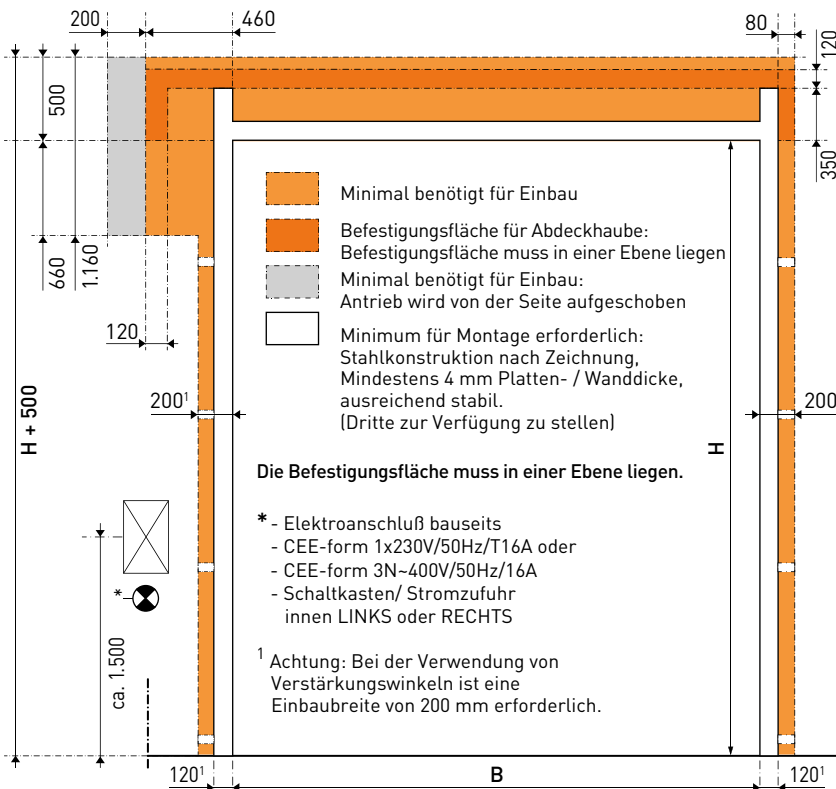 200
460
80
120
500
350
Minimal benötigt für Einbau
Befestigungsfläche für Abdeckhaube:
Befestigungsfläche muss in einer Ebene liegen
660
1.160
Minimal benötigt für Einbau:
Antrieb wird von der Seite aufgeschoben
120
Minimum für Montage erforderlich:
Stahlkonstruktion nach Zeichnung,
Mindestens 4 mm Platten- / Wanddicke,
ausreichend stabil.
(Dritte zur Verfügung zu stellen)
200¹
200
H + 500
H
Die Befestigungsfläche muss in einer Ebene liegen.
* - Elektroanschluß bauseits
- CEE-form 1x230V/50Hz/T16A oder
- CEE-form 3N~400V/50Hz/16A
- Schaltkasten/ Stromzufuhr
innen LINKS oder RECHTS
*
ca. 1.500
¹ Achtung: Bei der Verwendung von
Verstärkungswinkeln ist eine
Einbaubreite von 200 mm erforderlich.
120¹
B
120¹